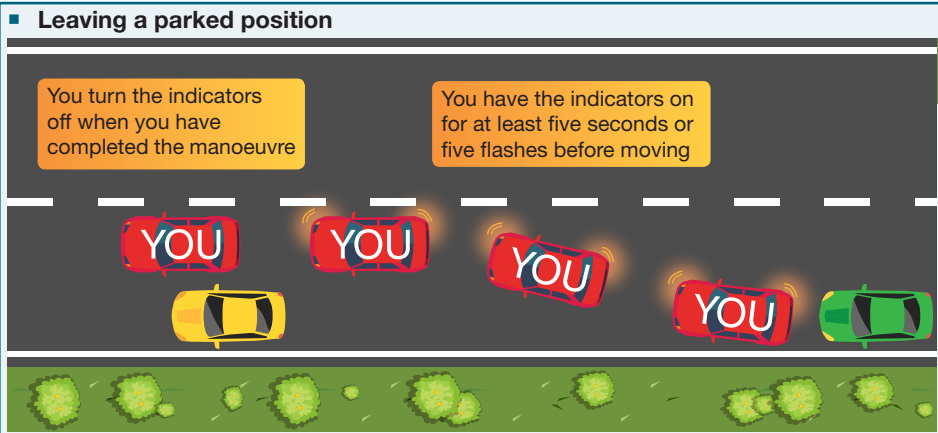 Leaving a parked position
You turn the indicators
off when you have
completed the manoeuvre
You have the indicators on
for at least five seconds or
five flashes before moving
YOU
YOU
YOU
YOU